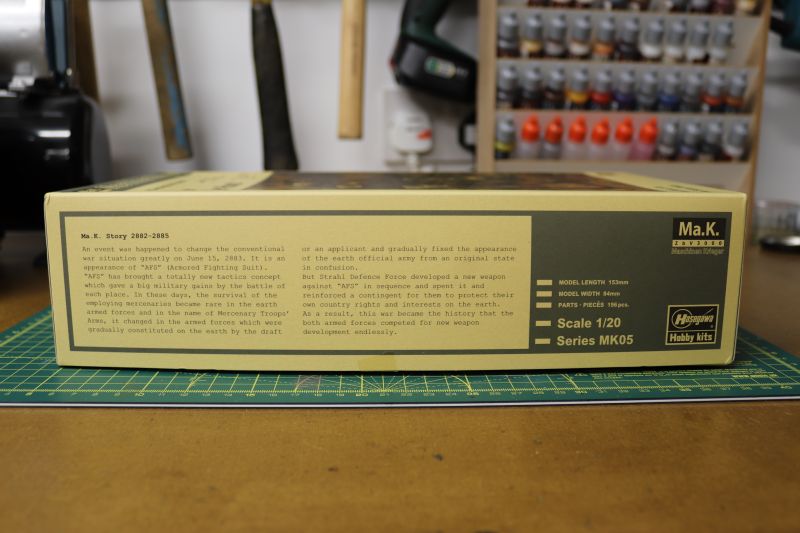 Ma.K. Story 2882-2885
An event was happened to change the conventional
war situation greatly on June 15, 2883. It is an
appearance of "AFS" (Armored Fighting Suit).
"AFS" has brought a totally new tactics concept
which gave a big military gains by the battle of
each place. In these days, the survival of the
employing mercenaries became rare in the earth
armed forces and in the name of Mercenary Troops'
Arms, it changed in the armed forces which were
gradually constituted on the earth by the draft
or an applicant and gradually fixed the appearance
of the earth official army from an original state
in confusion.
But Strahl Defence Force developed a new weapon
against "AFS" in sequence and spent it and
reinforced a contingent for them to protect their
own country rights and interests on the earth.
As a result, this war became the history that the
both armed forces competed for new weapon
development endlessly.
MODEL LENGTH 153mm
MODEL WIDTH 94mm
PARTS · PIECÉS 196pcs.
Scale 1/20
Series MK05
Ma.K.
ZaV3000
Maschinen Krieger
Hasegawa
Hobby kits